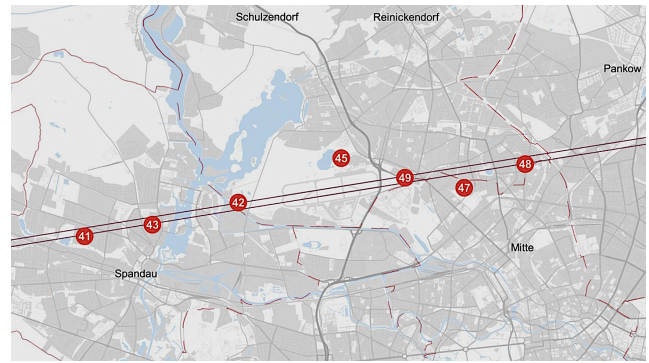 Schulzendorf
Reinickendorf
Pankow
45
48
49
47
42
43
41
Mitte
Spandau